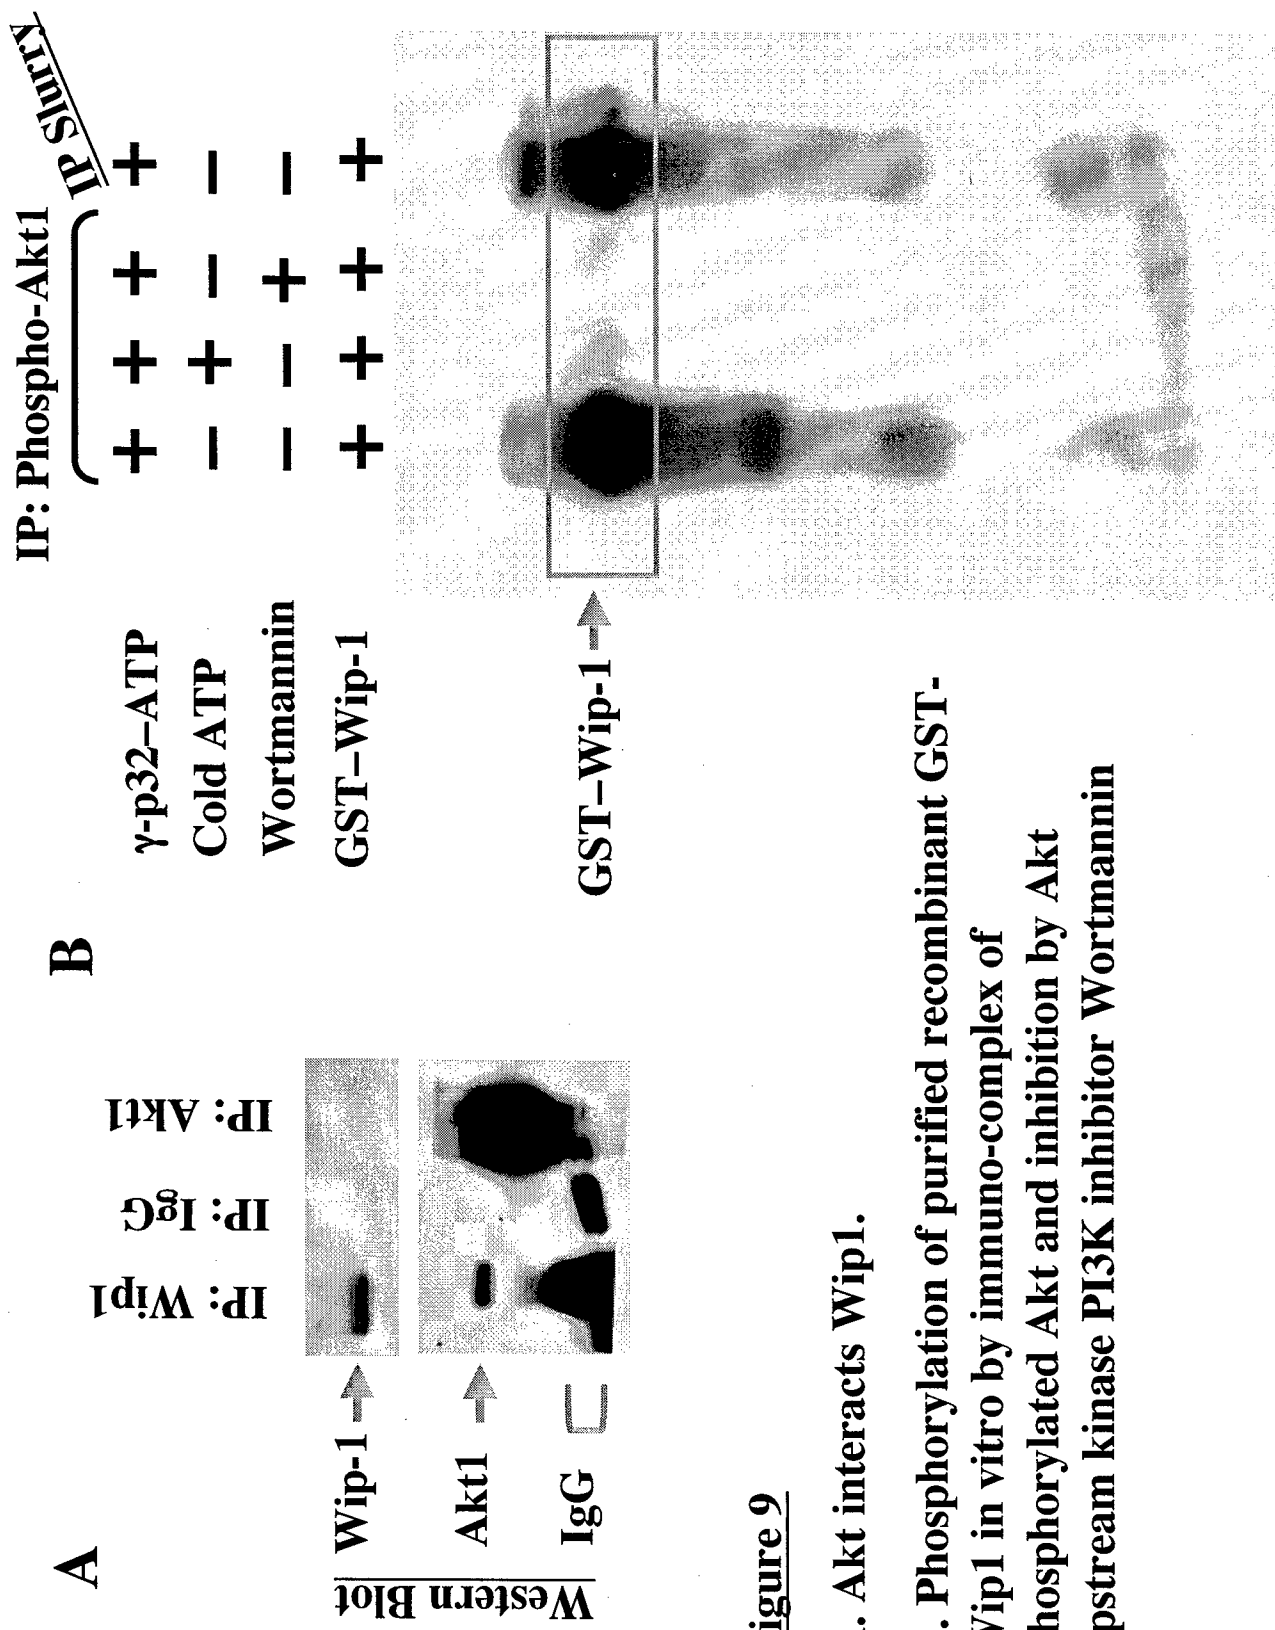 A
IP: Wip1
IP: IgG
IP: Akt1
Western Blot
Wip-1
Akt1
IgG
B
IP: Phospho-Akt1
IP Slurry
γ-p32–ATP + + + +
Cold ATP – + – –
Wortmannin – – + –
GST–Wip-1 + + + +
GST–Wip-1
igure 9
. Akt interacts Wip1.
. Phosphorylation of purified recombinant GST-
Wip1 in vitro by immuno-complex of
hosphorylated Akt and inhibition by Akt
pstream kinase PI3K inhibitor Wortmannin